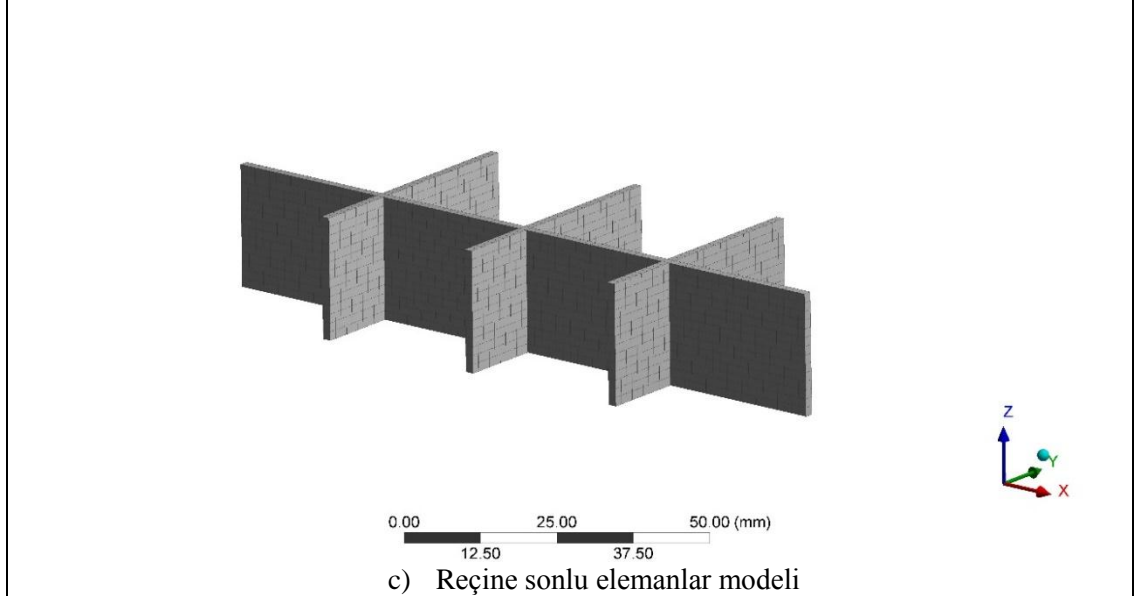 Z
Y
X
0.00 25.00 50.00 (mm)
12.50 37.50
c) Reçine sonlu elemanlar modeli